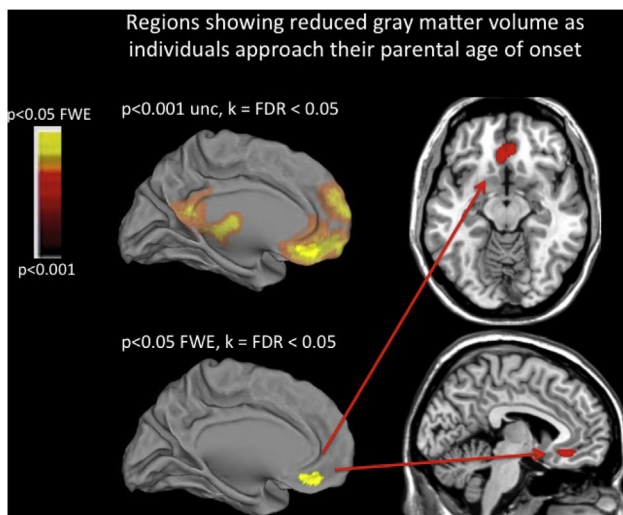 Regions showing reduced gray matter volume as
individuals approach their parental age of onset
p<0.05 FWE
p<0.001 unc, k = FDR < 0.05
p<0.001
p<0.05 FWE, k = FDR < 0.05